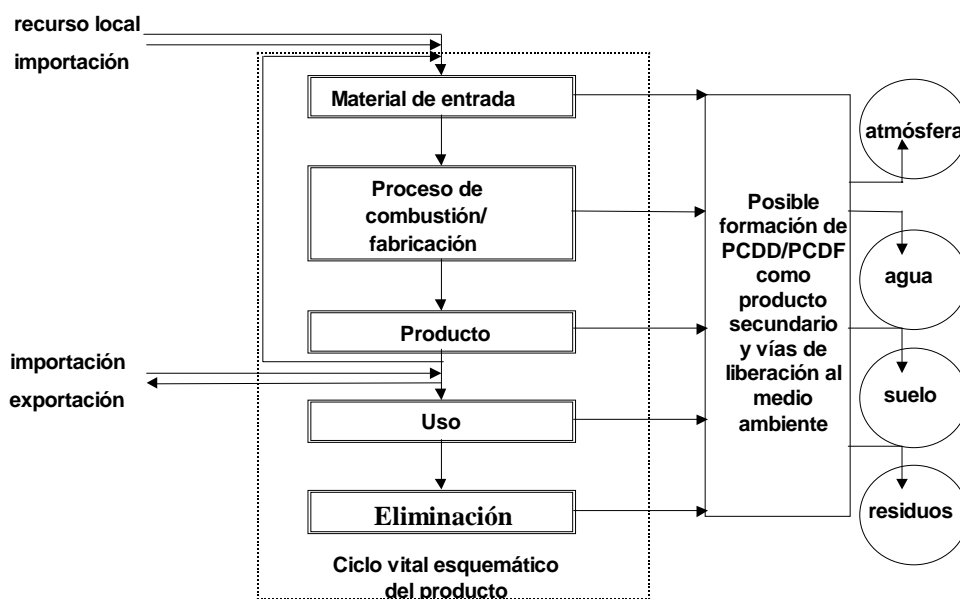 recurso local
importación
Material de entrada
Proceso de
combustión/
fabricación
Producto
importación
exportación
Uso
Eliminación
Ciclo vital esquemático
del producto
Posible
formación de
PCDD/PCDF
como
producto
secundario
y vías de
liberación al
medio
ambiente
atmósfera
agua
suelo
residuos